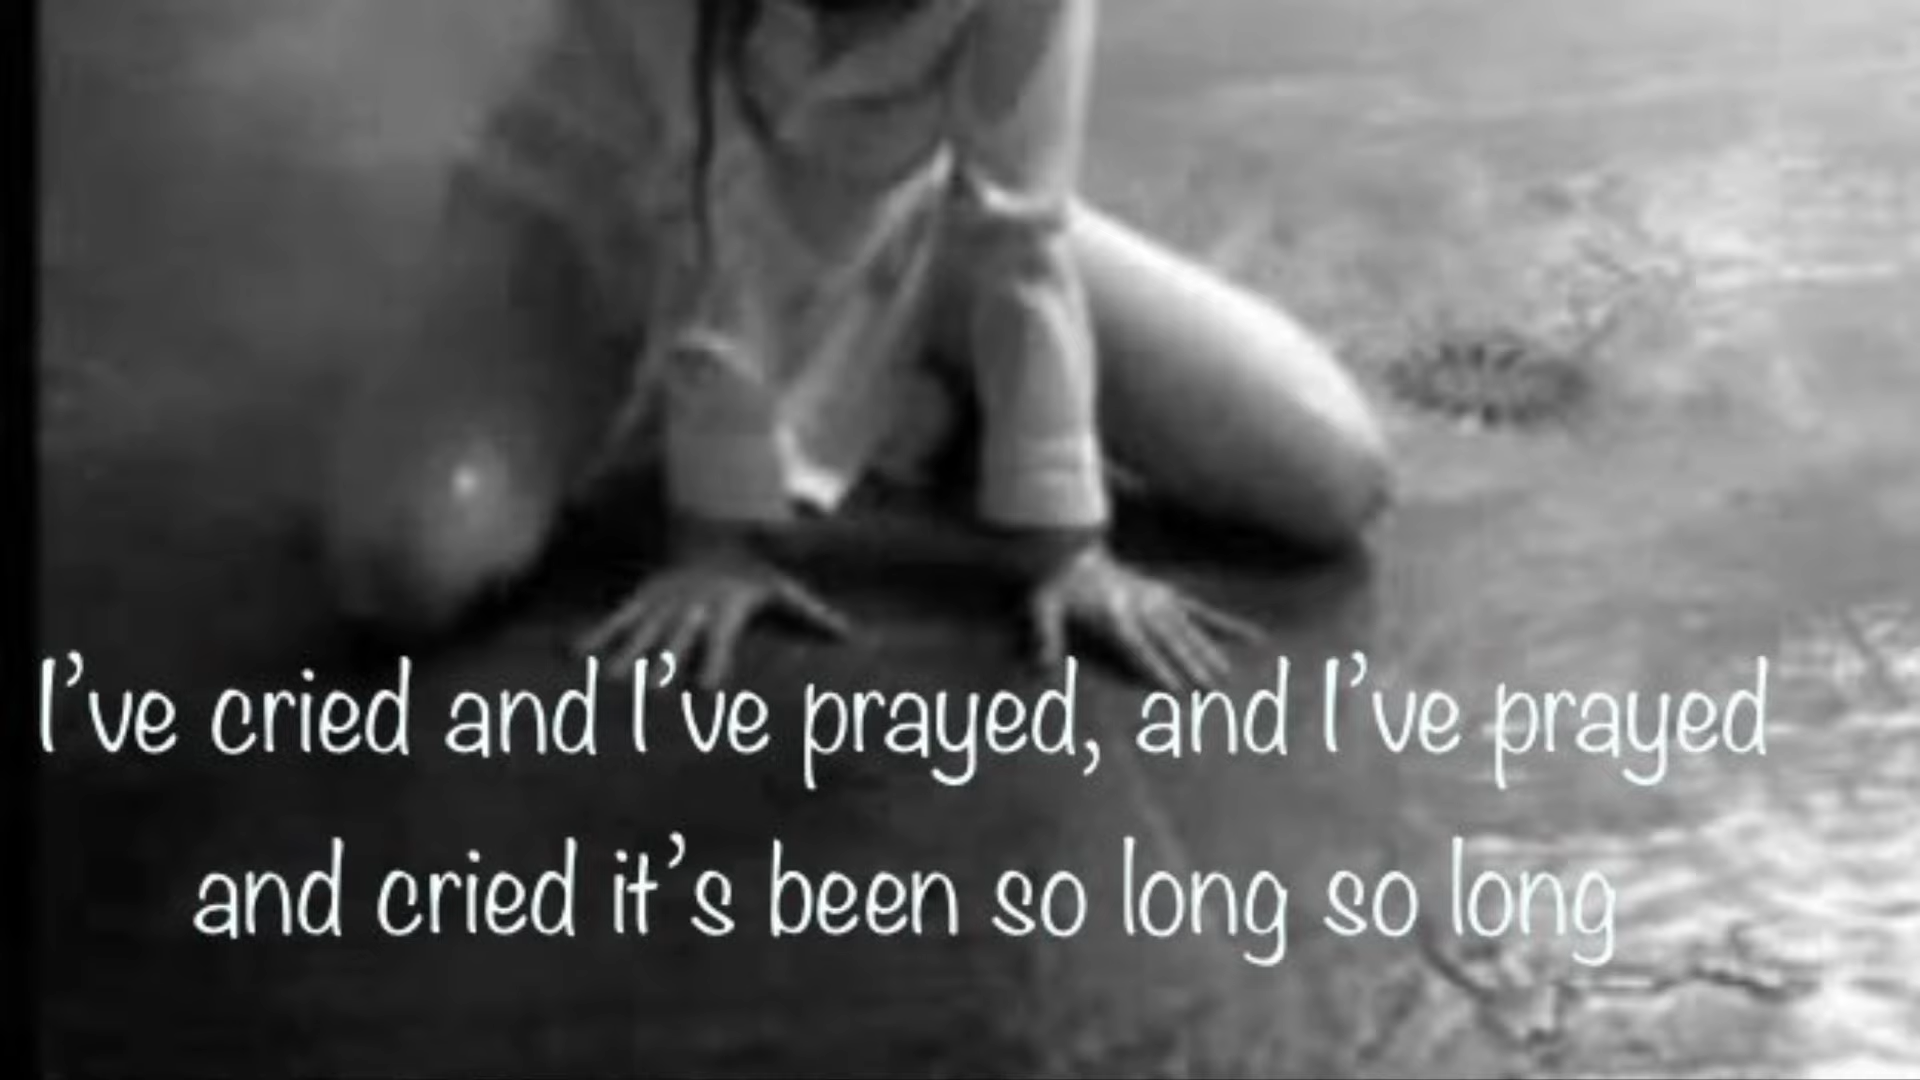 I've cried and I've prayed, and I've prayed
and cried it's been so long so long